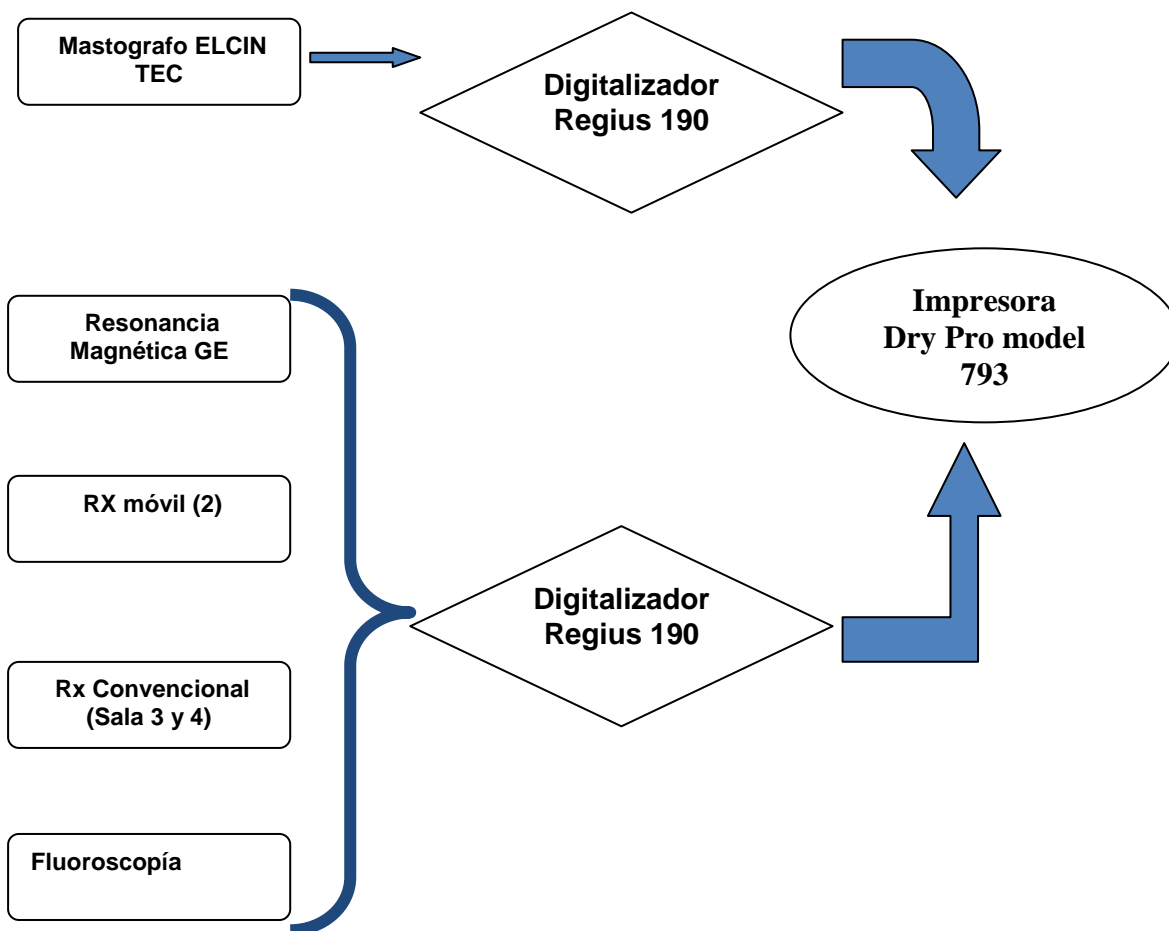 Mastografo ELCIN
TEC
Digitalizador
Regius 190
Impresora
Dry Pro model
793
Resonancia
Magnética GE
RX móvil (2)
Digitalizador
Regius 190
Rx Convencional
(Sala 3 y 4)
Fluoroscopía